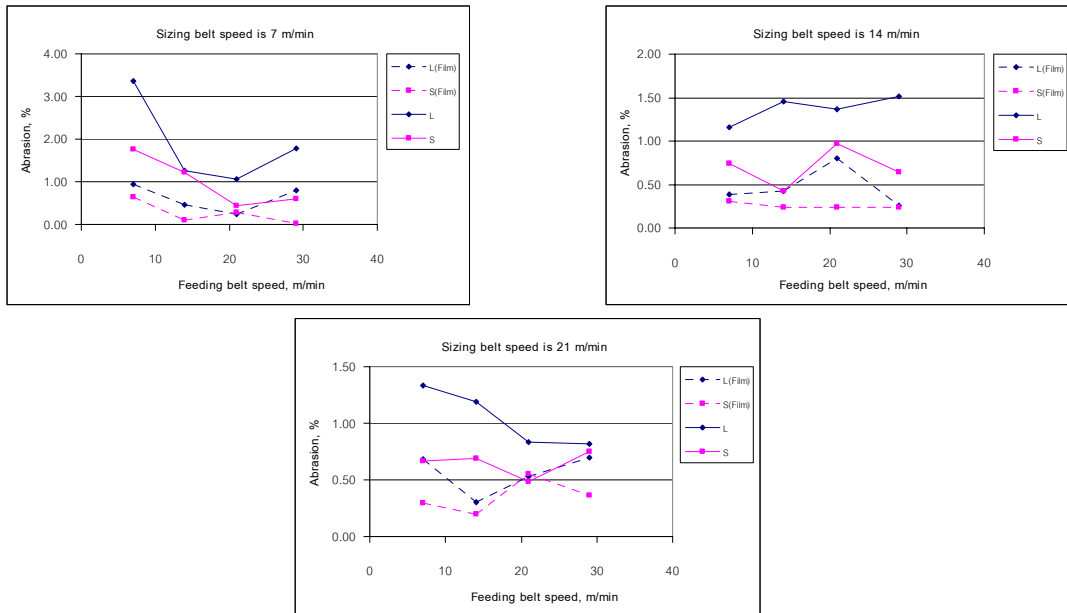 Sizing belt speed is 7 m/min
4.00
3.00
2.00
1.00
0.00
Abrasion, %
0 10 20 30 40
Feeding belt speed, m/min
L(Film)
S(Film)
L
S
Sizing belt speed is 14 m/min
2.00
1.50
1.00
0.50
0.00
Abrasion, %
0 10 20 30 40
Feeding belt speed, m/min
L(Film)
S(Film)
L
S
Sizing belt speed is 21 m/min
1.50
1.00
0.50
0.00
Abrasion, %
0 10 20 30 40
Feeding belt speed, m/min
L(Film)
S(Film)
L
S